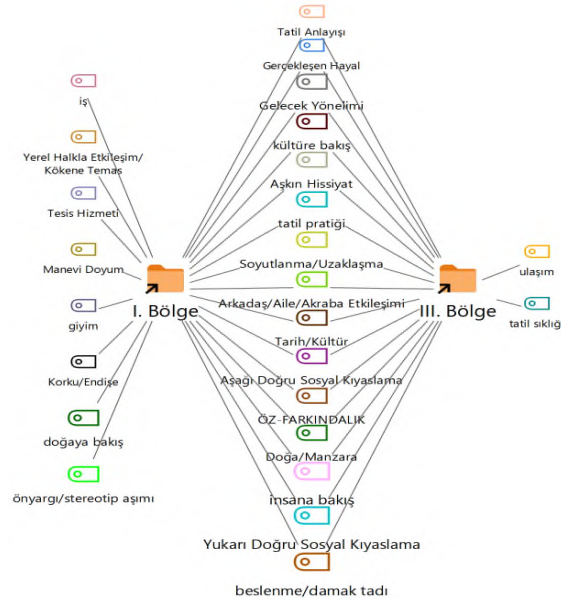 Tatil Anlayışı
Gerçekleşen Hayal
Gelecek Yönelimi
kültüre bakış
Aşkın Hissiyat
tatil pratiği
Soyutlanma/Uzaklaşma
Arkadaş/Aile/Akraba Etkileşimi
Tarih/Kültür
Aşağı Doğru Sosyal Kıyaslama
ÖZ-FARKINDALIK
Doğa/Manzara
insana bakış
Yukarı Doğru Sosyal Kıyaslama
beslenme/damak tadı
iş
Yerel Halkla Etkileşim/
Kökene Temas
Tesis Hizmeti
Manevi Doyum
giyim
Korku/Endişe
doğaya bakış
önyargı/stereotip aşımı
I. Bölge
III. Bölge
ulaşım
tatil sıklığı